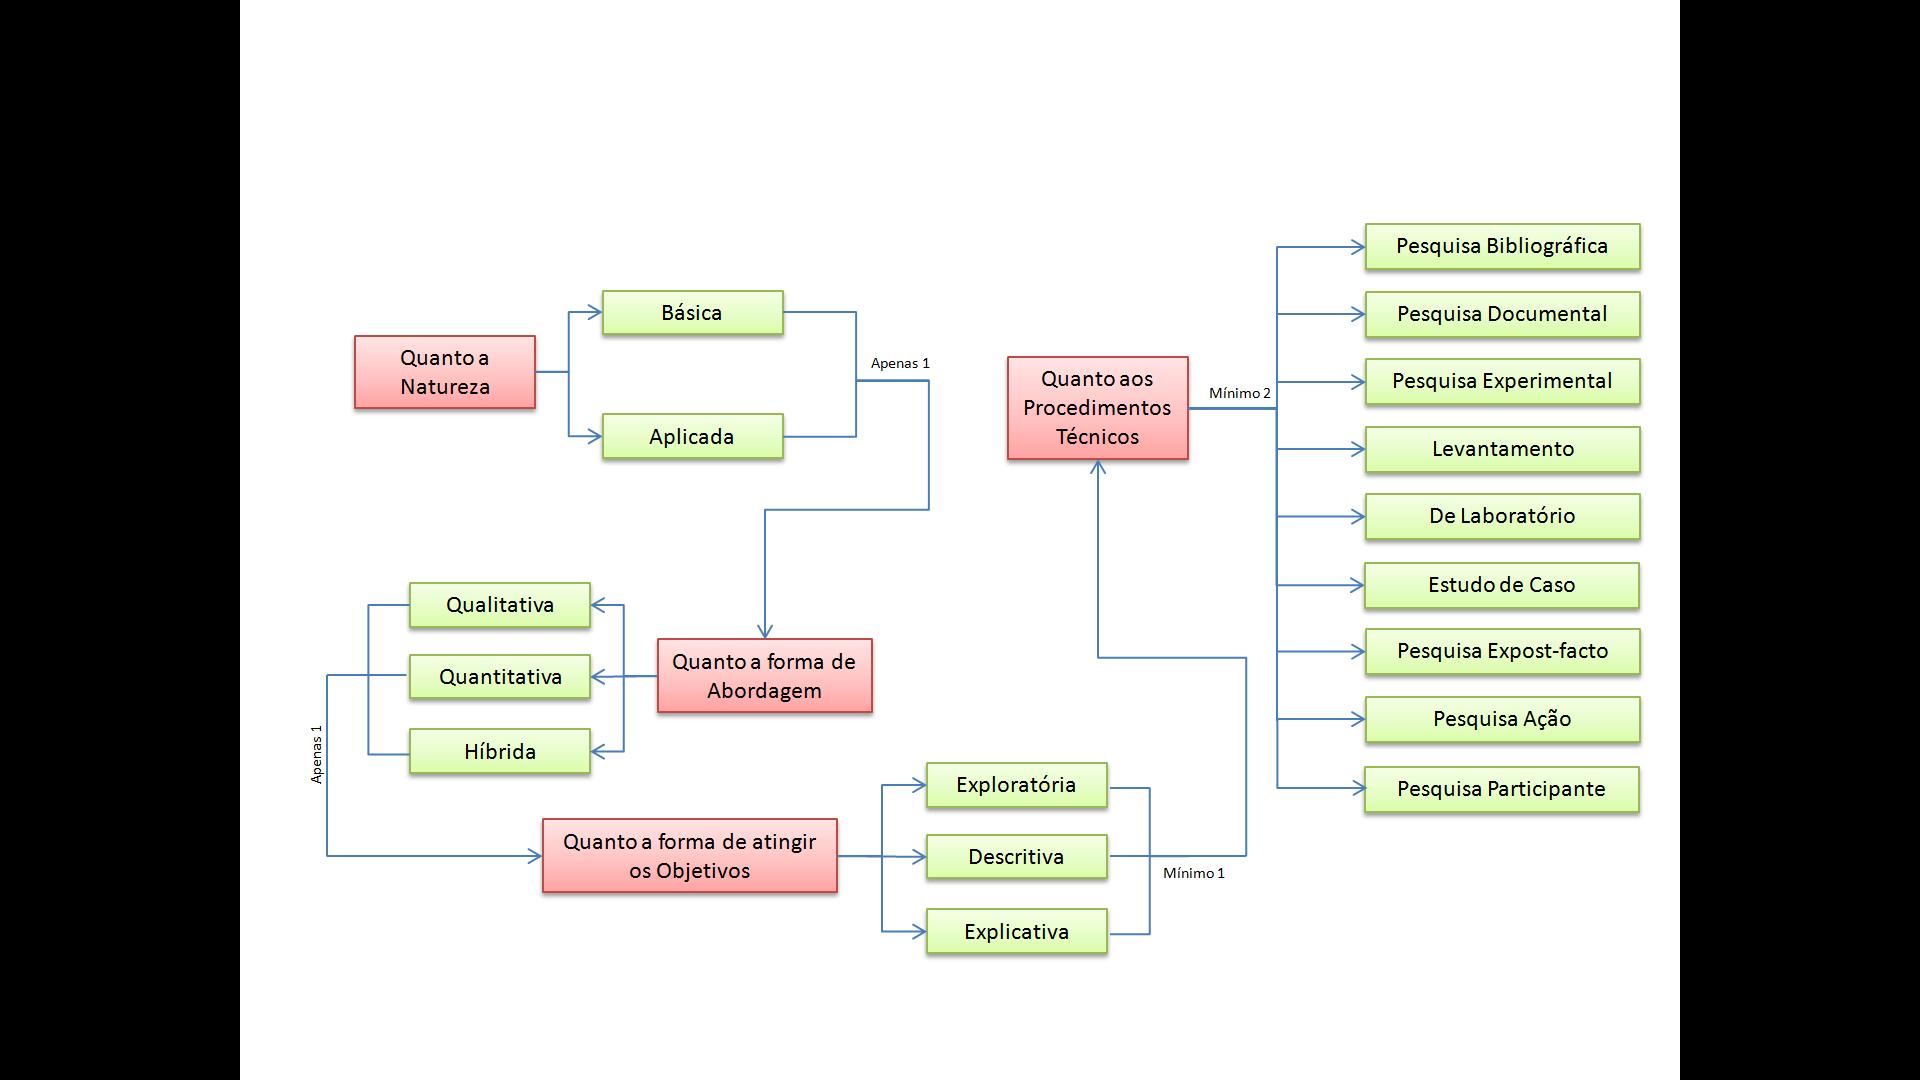 Quanto a
Natureza
Básica
Aplicada
Apenas 1
Quanto a forma de
Abordagem
Qualitativa
Quantitativa
Híbrida
Apenas 1
Quanto a forma de atingir
os Objetivos
Exploratória
Descritiva
Explicativa
Mínimo 1
Quanto aos
Procedimentos
Técnicos
Mínimo 2
Pesquisa Bibliográfica
Pesquisa Documental
Pesquisa Experimental
Levantamento
De Laboratório
Estudo de Caso
Pesquisa Expost-facto
Pesquisa Ação
Pesquisa Participante